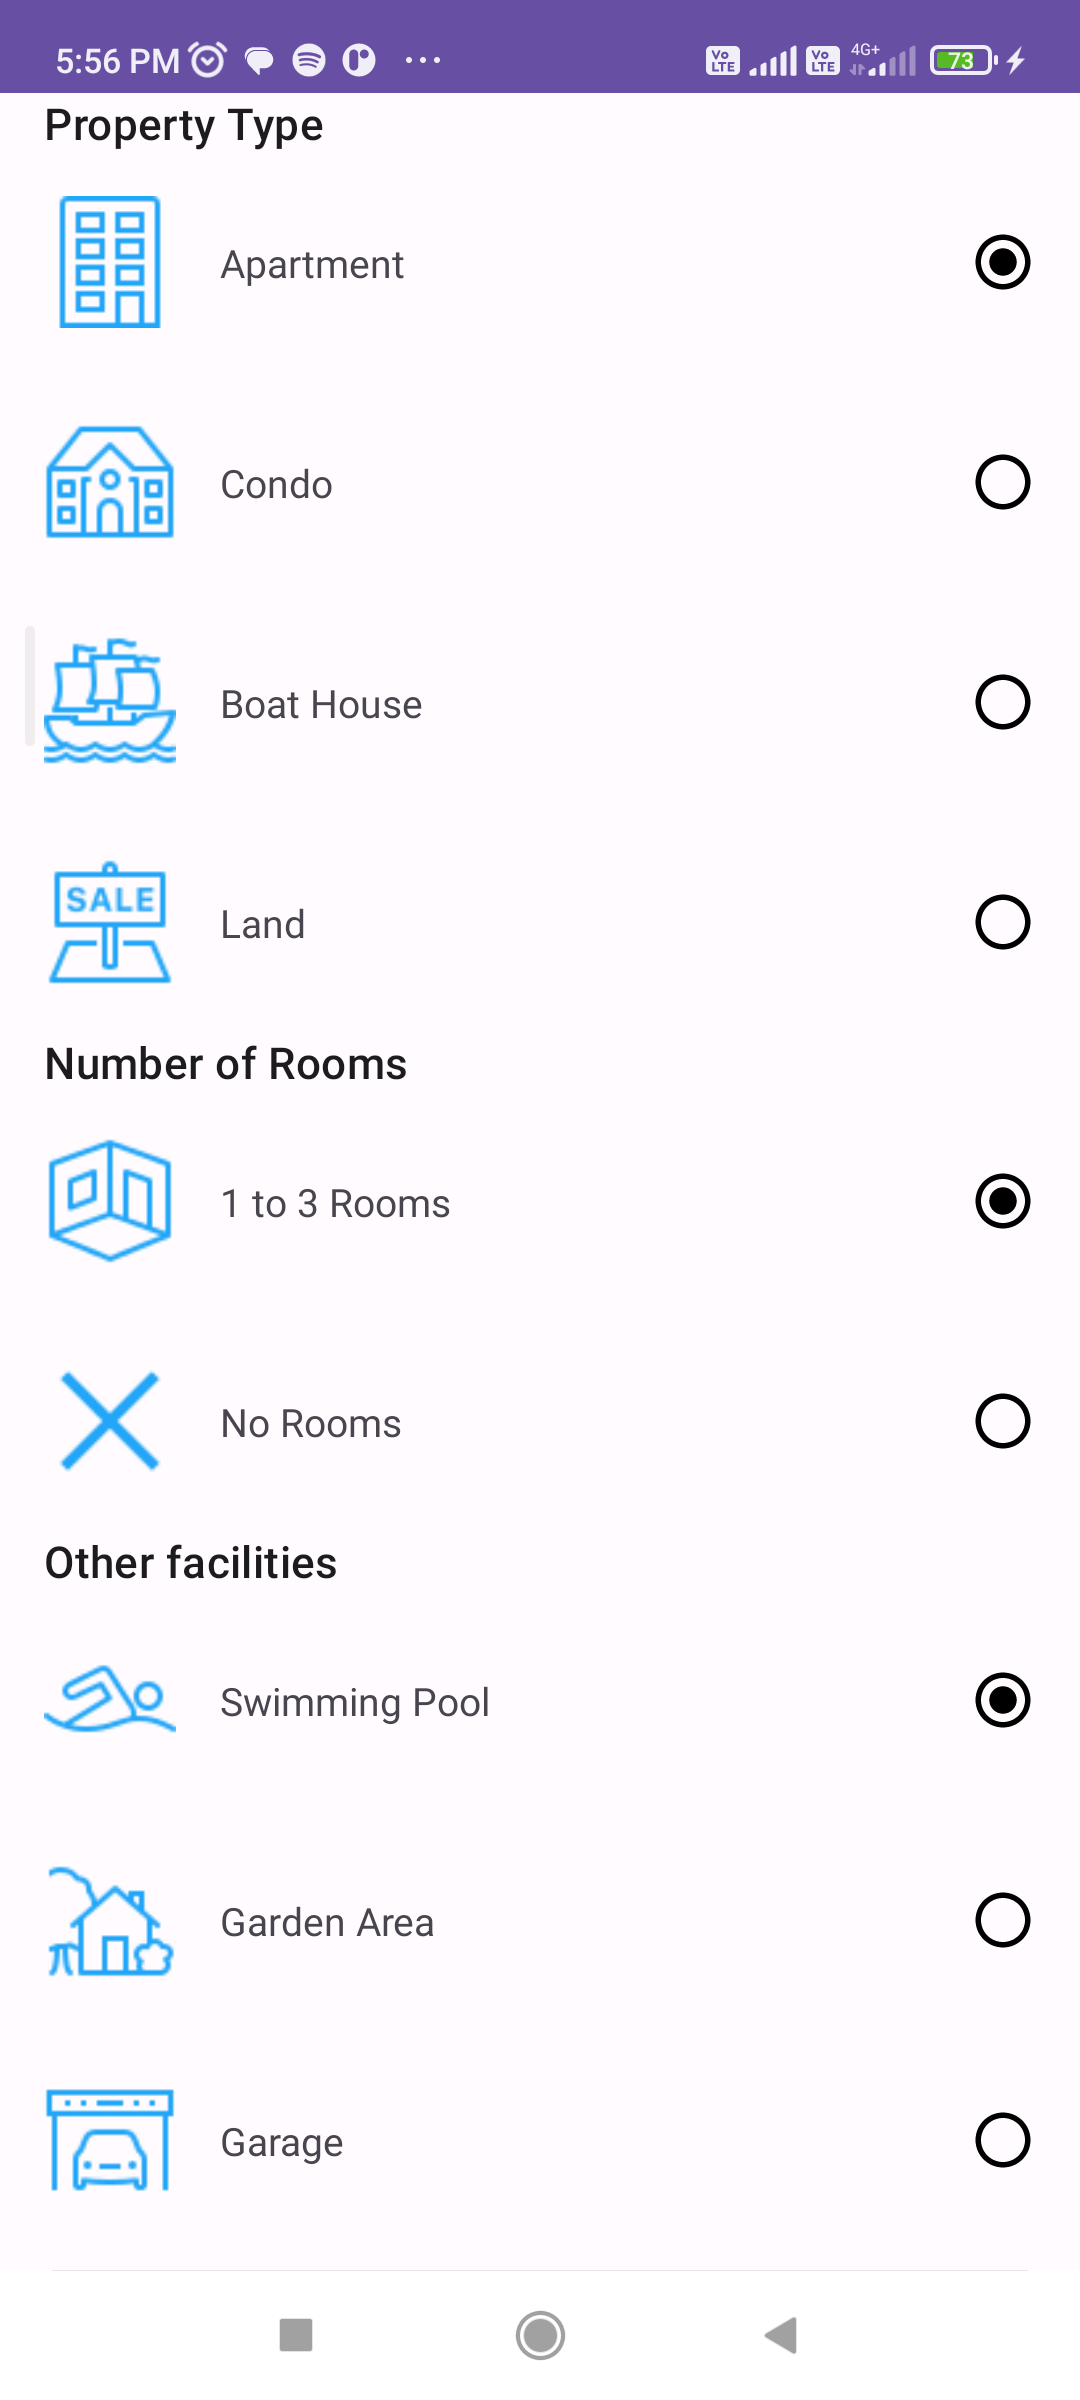 5:56 PM
Vo LTE
Vo LTE
4G+
73
Property Type
Apartment
Condo
Boat House
SALE
Land
Number of Rooms
1 to 3 Rooms
No Rooms
Other facilities
Swimming Pool
Garden Area
Garage